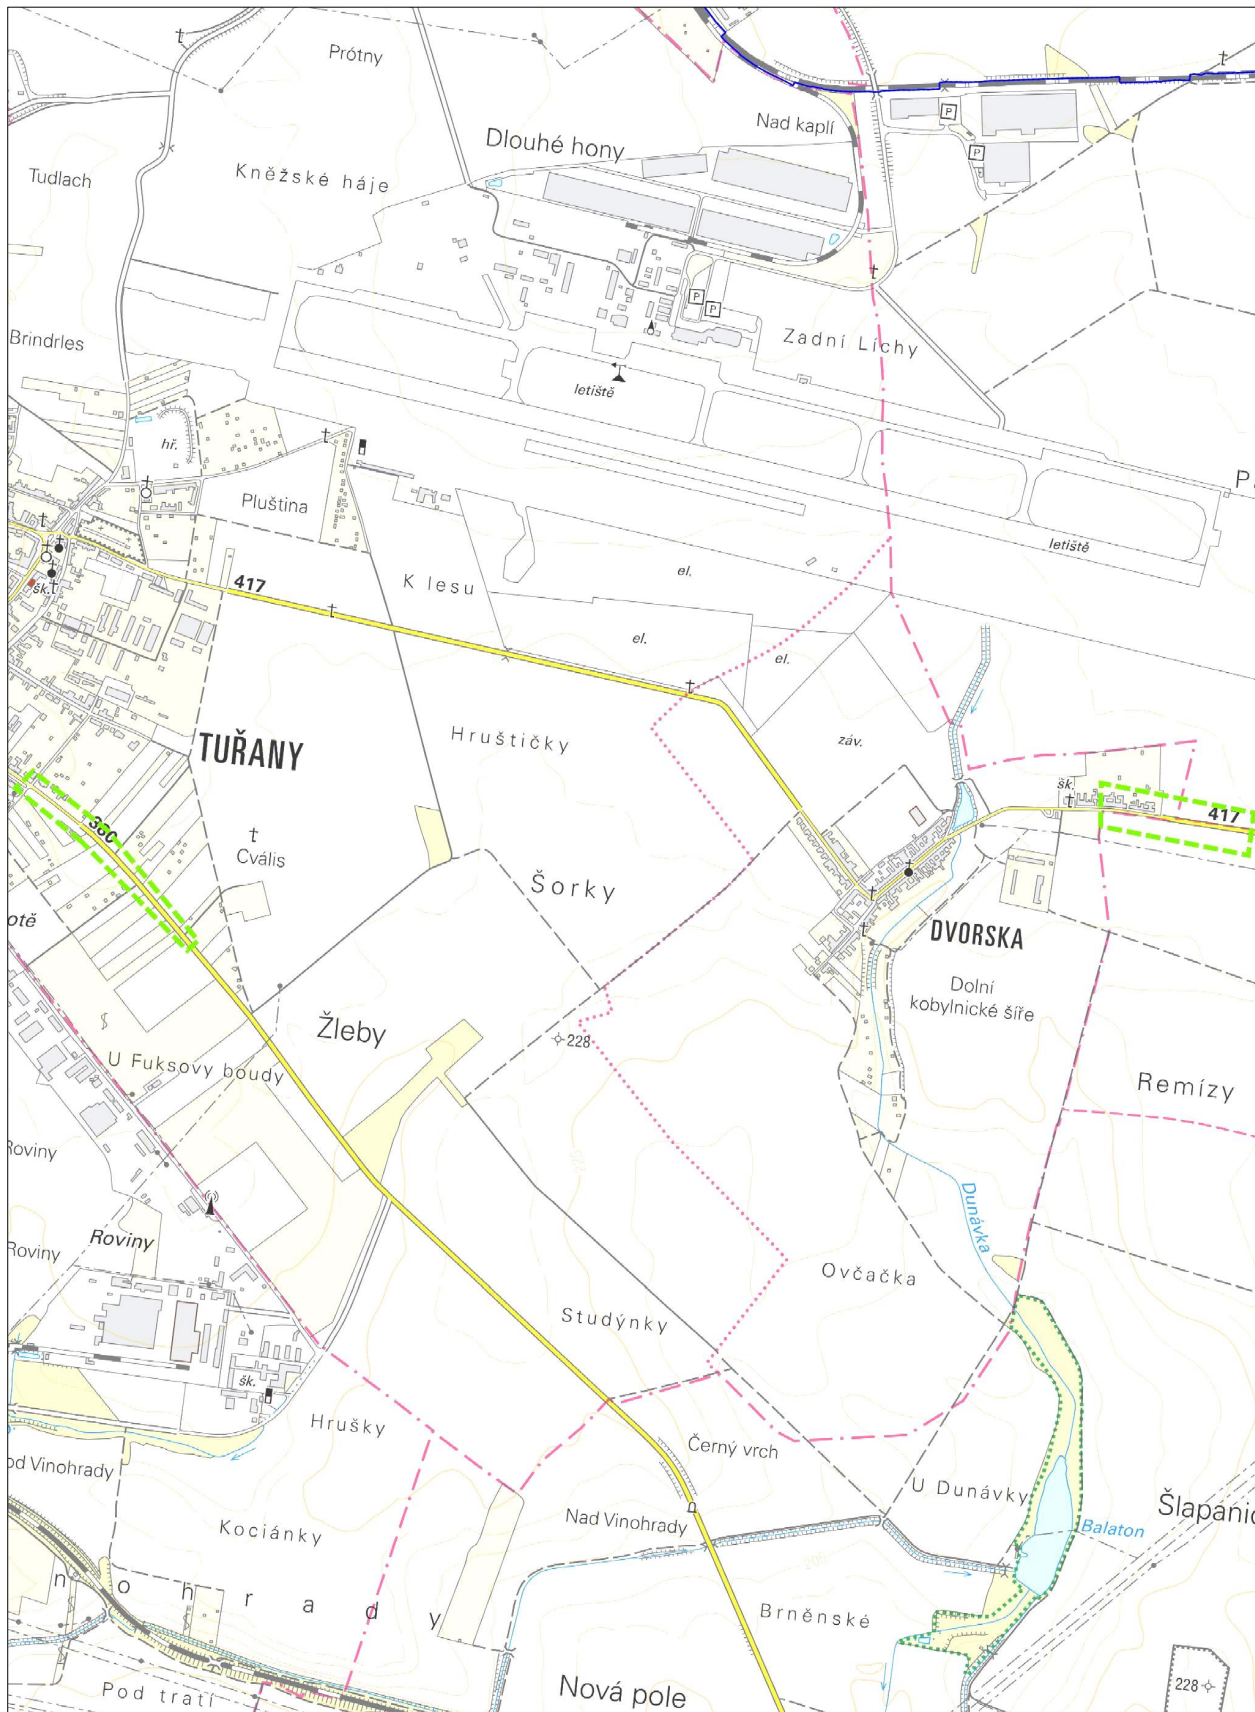 Prótny
Nad kaplí
P
Dlouhé hony
P
Tudlach
Kněžské háje
P
P
Zadní Líchy
Brindrles
letiště
hř.
Pluština
letiště
417
K lesu
el.
šk.
el.
el.
TUŘANY
Hruštičky
záv.
šk.
417
380
Cvális
Šorky
otě
DVORSKA
Dolní
kobylnické šíře
Žleby
228
U Fuksovy boudy
Remízy
Roviny
Dunávka
Roviny
Roviny
Ovčačka
Studýnky
šk.
Hrušky
Černý vrch
od Vinohrady
U Dunávky
Šlapanic
Kociánky
Nad Vinohrady
Balaton
n o h r a d y
Brněnské
Pod tratí
Nová pole
228